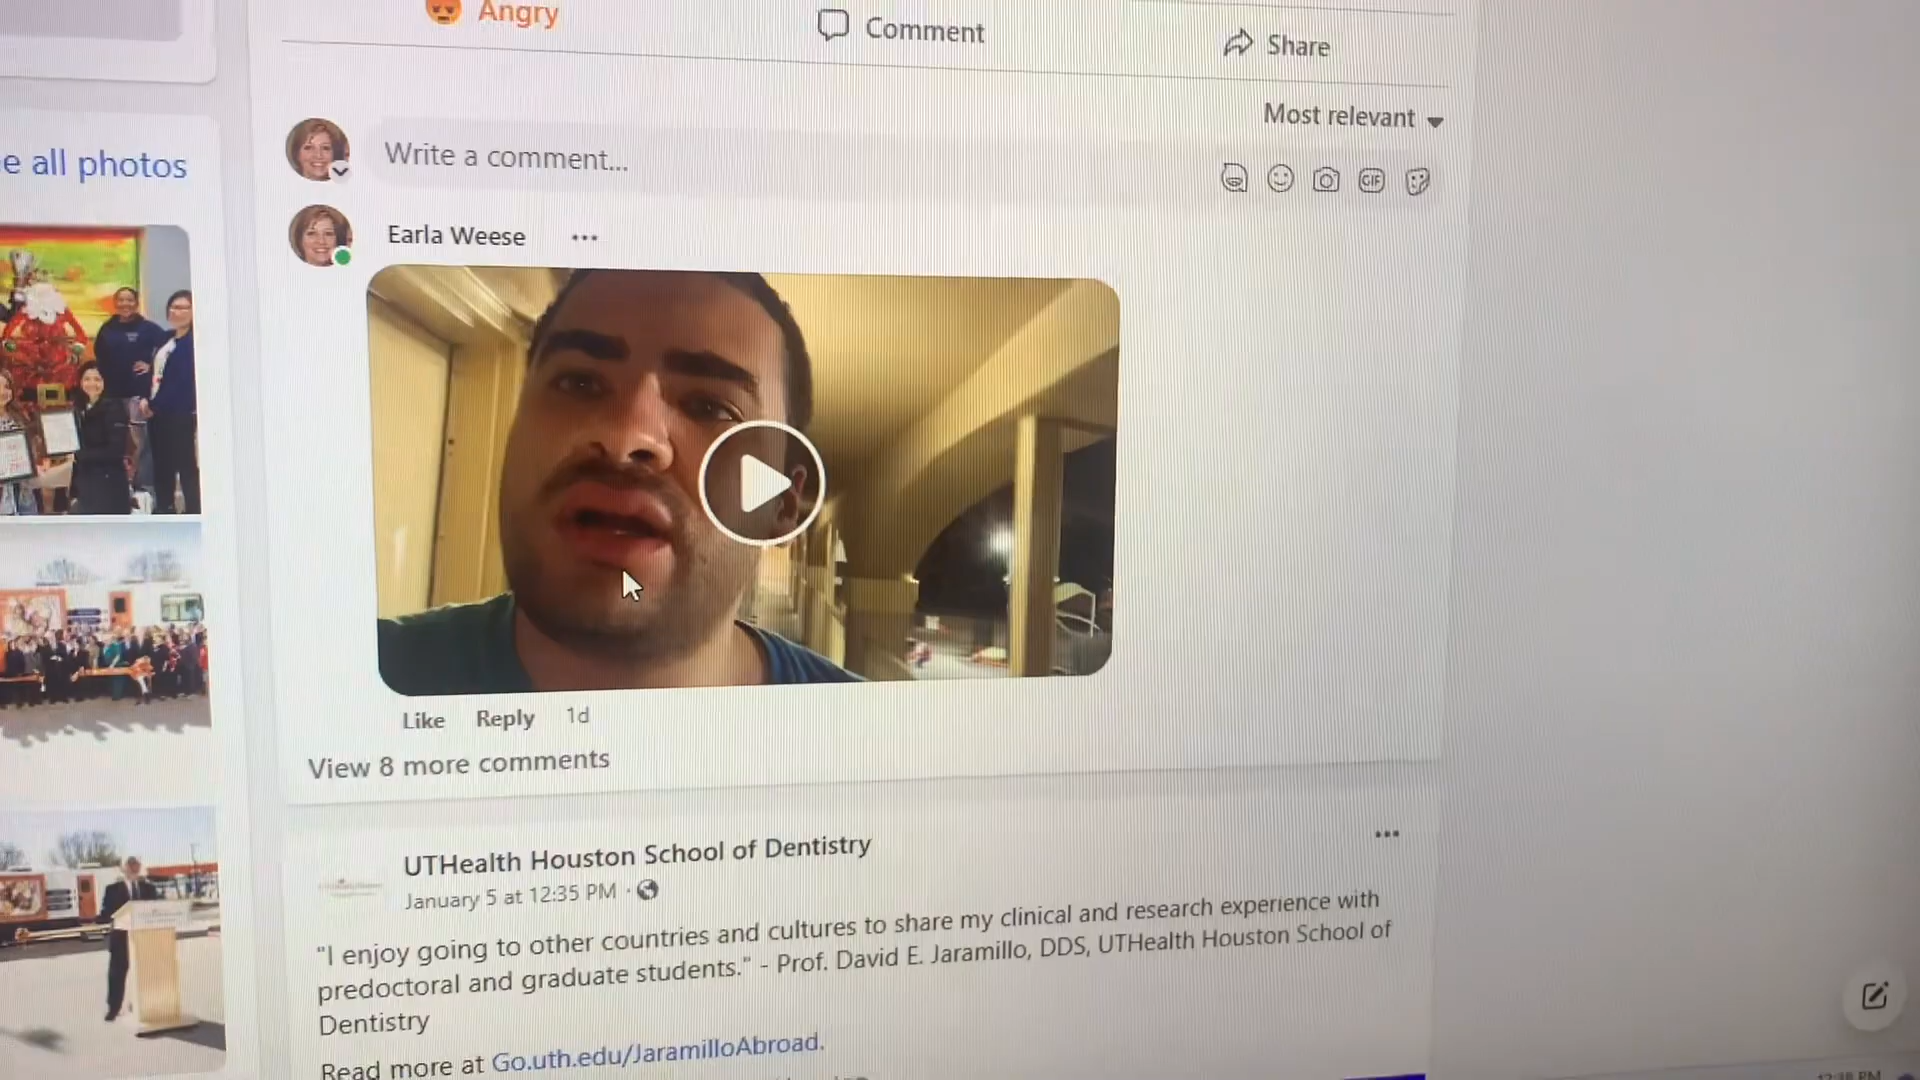 Angry
Comment
Share
Most relevant
e all photos
Write a comment...
GIF
Earla Weese
Like Reply 1d
View 8 more comments
UTHealth Houston School of Dentistry
January 5 at 12:35 PM
"I enjoy going to other countries and cultures to share my clinical and research experience with
predoctoral and graduate students." - Prof. David E. Jaramillo, DDS, UTHealth Houston School of
Dentistry
Read more at Go.uth.edu/JaramilloAbroad.